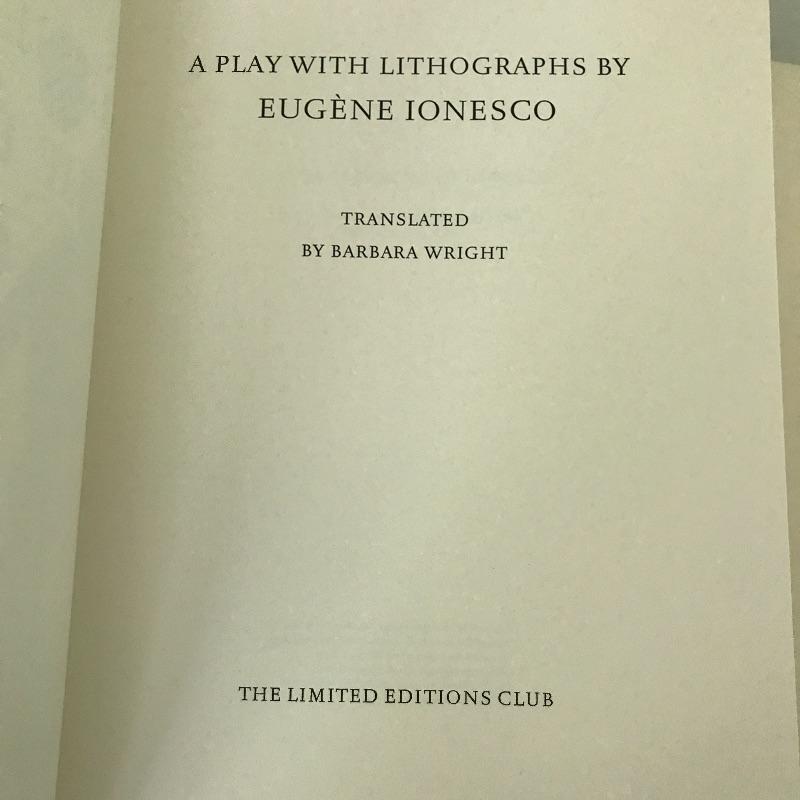 A PLAY WITH LITHOGRAPHS BY
EUGÈNE IONESCO
TRANSLATED
BY BARBARA WRIGHT
THE LIMITED EDITIONS CLUB